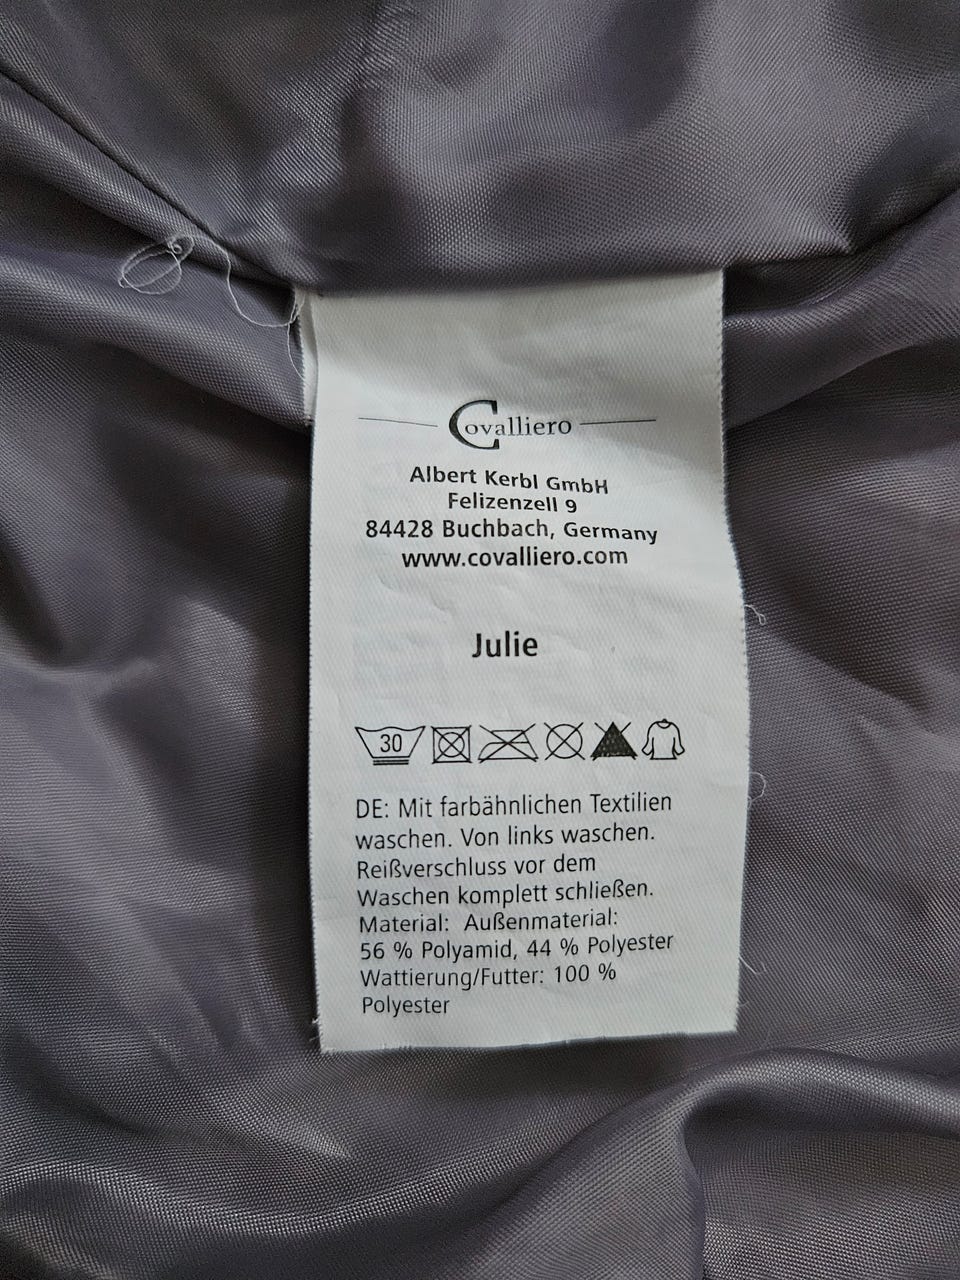 Covalliero
Albert Kerbl GmbH
Felizenzell 9
84428 Buchbach, Germany
www.covalliero.com
Julie
30
DE: Mit farbähnlichen Textilien
waschen. Von links waschen.
Reißverschluss vor dem
Waschen komplett schließen.
Material: Außenmaterial:
56 % Polyamid, 44 % Polyester
Wattierung/Futter: 100 %
Polyester